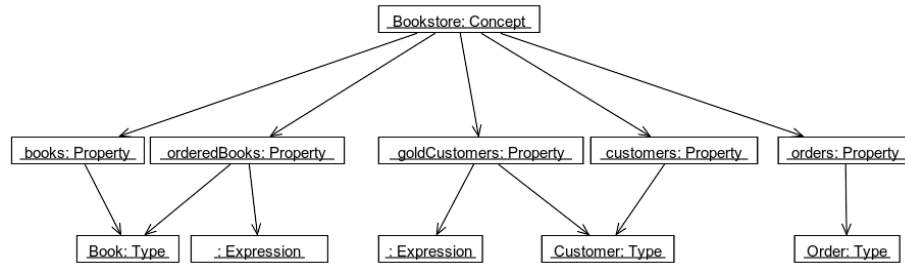 Bookstore: Concept
books: Property
orderedBooks: Property
goldCustomers: Property
customers: Property
orders: Property
Book: Type
: Expression
: Expression
Customer: Type
Order: Type